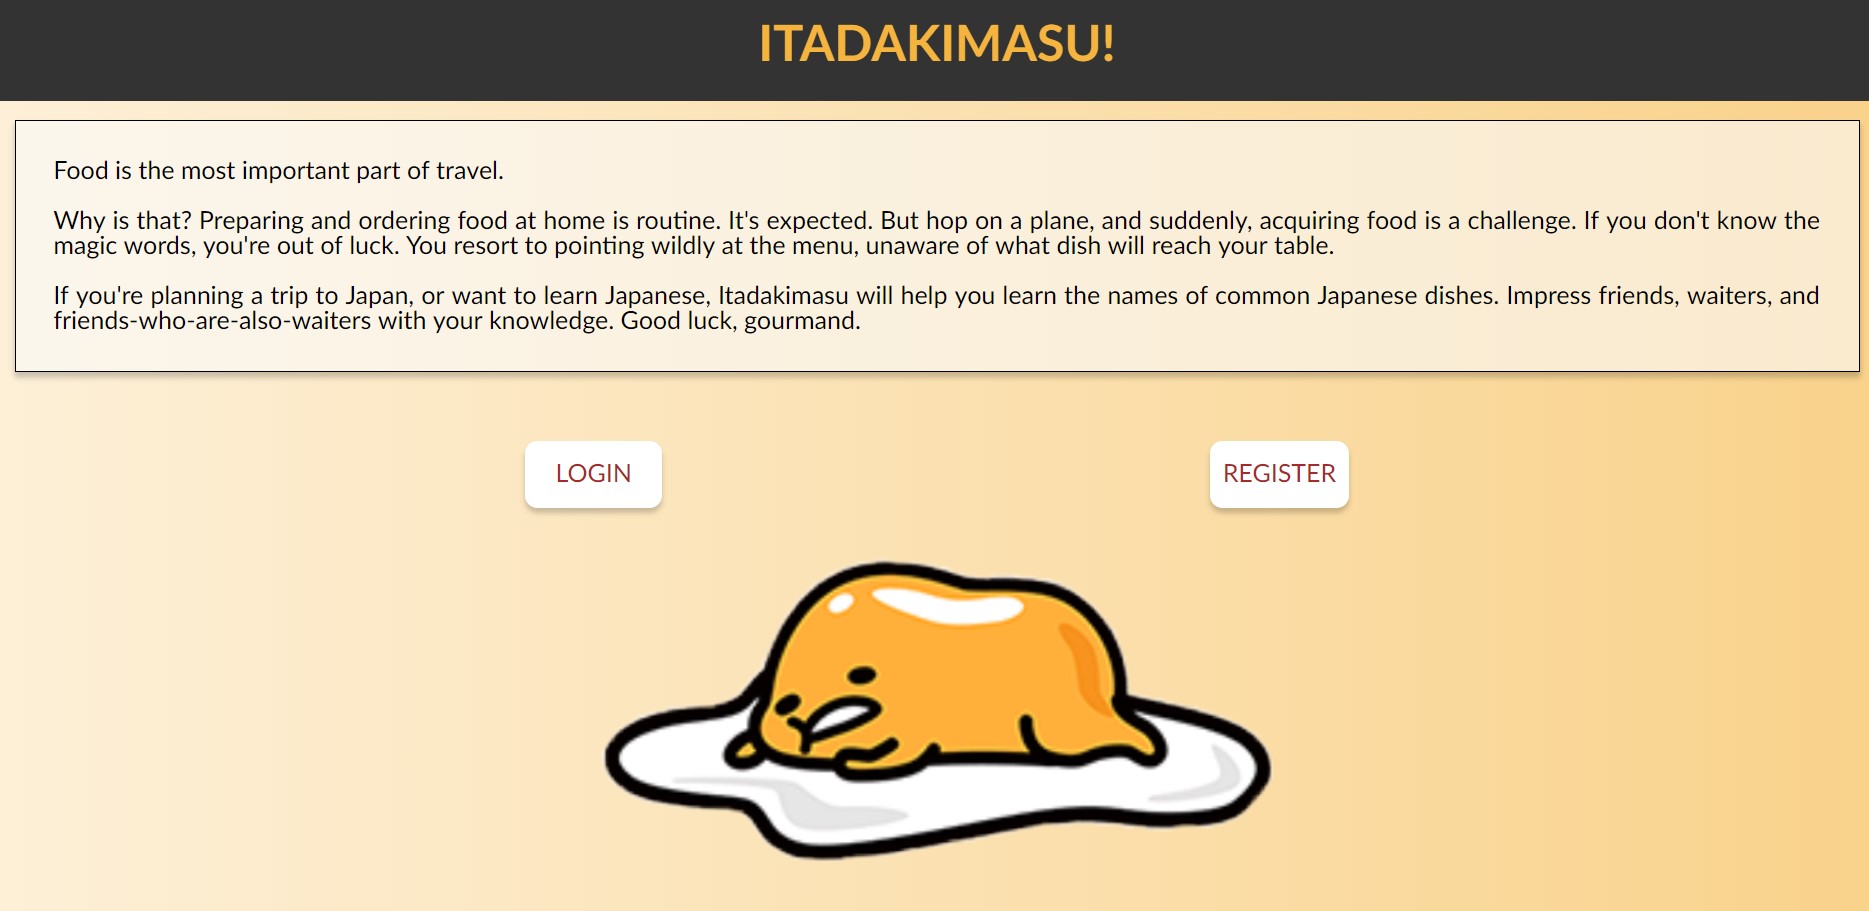 ITADAKIMASU!
Food is the most important part of travel.
Why is that? Preparing and ordering food at home is routine. It's expected. But hop on a plane, and suddenly, acquiring food is a challenge. If you don't know the
magic words, you're out of luck. You resort to pointing wildly at the menu, unaware of what dish will reach your table.
If you're planning a trip to Japan, or want to learn Japanese, Itadakimasu will help you learn the names of common Japanese dishes. Impress friends, waiters, and
friends-who-are-also-waiters with your knowledge. Good luck, gourmand.
LOGIN
REGISTER